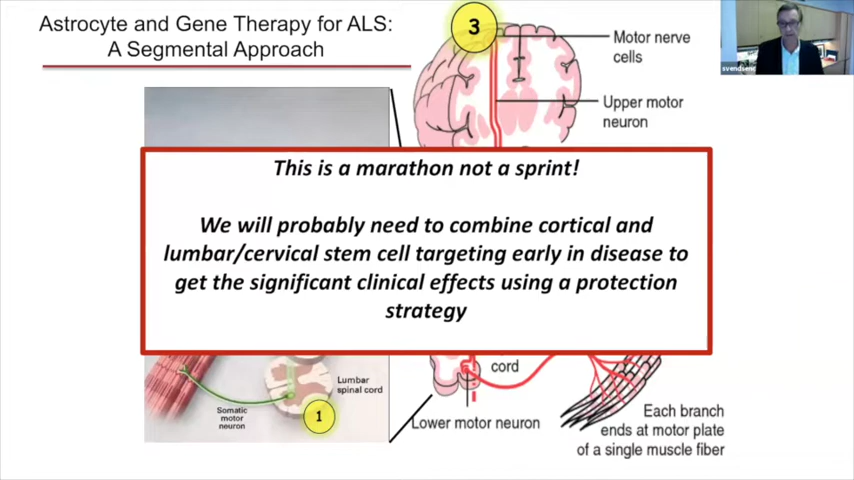 Astrocyte and Gene Therapy for ALS:
A Segmental Approach
3
Motor nerve
cells
Upper motor
neuron
svendsenc
This is a marathon not a sprint!
We will probably need to combine cortical and
lumbar/cervical stem cell targeting early in disease to
get the significant clinical effects using a protection
strategy
cord
Lumbar
spinal cord
Somatic
motor
neuron
1
Lower motor neuron
Each branch
ends at motor plate
of a single muscle fiber